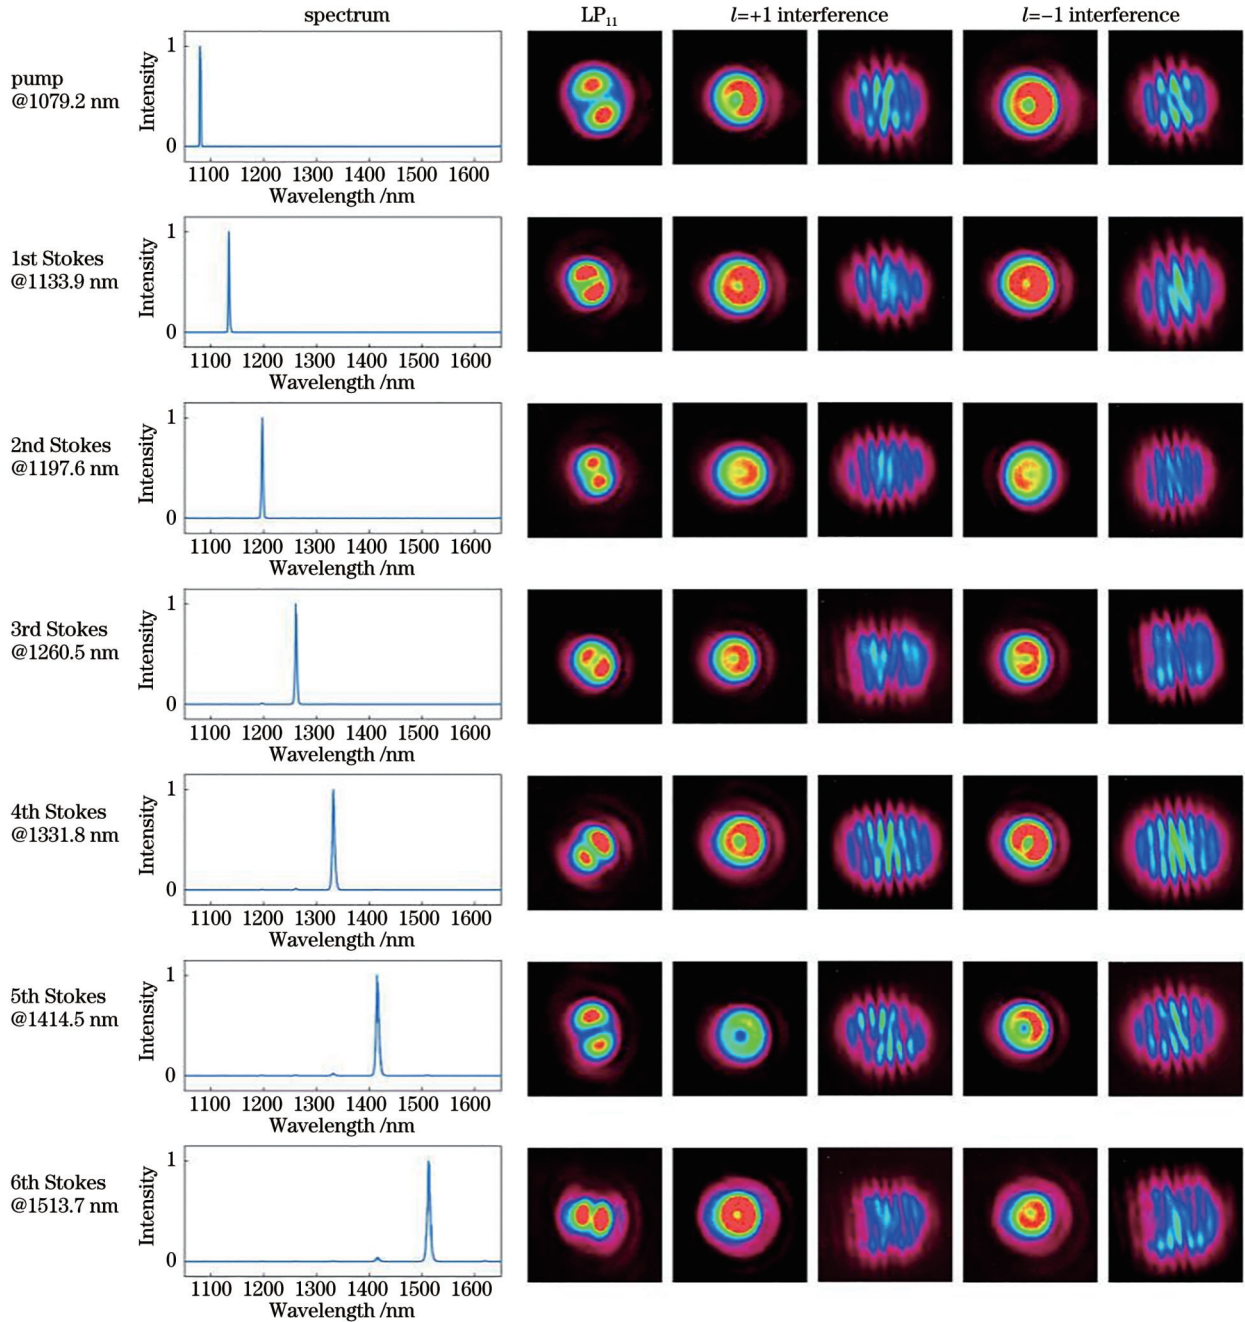 spectrum LP₁₁ l=+1 interference l=−1 interference
pump
@1079.2 nm
Intensity
1
0
1100 1200 1300 1400 1500 1600
Wavelength /nm
1st Stokes
@1133.9 nm
Intensity
1
0
1100 1200 1300 1400 1500 1600
Wavelength /nm
2nd Stokes
@1197.6 nm
Intensity
1
0
1100 1200 1300 1400 1500 1600
Wavelength /nm
3rd Stokes
@1260.5 nm
Intensity
1
0
1100 1200 1300 1400 1500 1600
Wavelength /nm
4th Stokes
@1331.8 nm
Intensity
1
0
1100 1200 1300 1400 1500 1600
Wavelength /nm
5th Stokes
@1414.5 nm
Intensity
1
0
1100 1200 1300 1400 1500 1600
Wavelength /nm
6th Stokes
@1513.7 nm
Intensity
1
0
1100 1200 1300 1400 1500 1600
Wavelength /nm